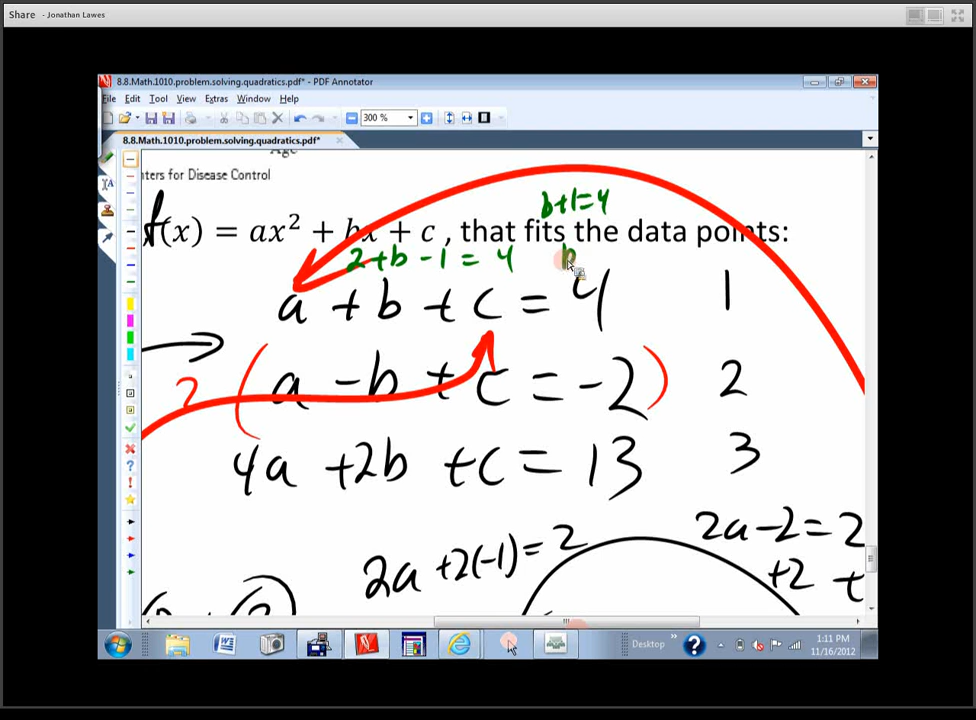 Share - Jonathan Lawes
8.8.Math.1010.problem.solving.quadratics.pdf* - PDF Annotator
File Edit Tool View Extras Window Help
300 %
8.8.Math.1010.problem.solving.quadratics.pdf*
Age
nters for Disease Control
b+1=4
f(x) = ax² + bx + c , that fits the data points:
2+b-1=4 b
a + b + c = 4 1
2 (a - b + c = -2) 2
4a +2b +c = 13 3
2a-2=2
2a +2(-1)=2
+2
Desktop
1:11 PM
11/16/2012